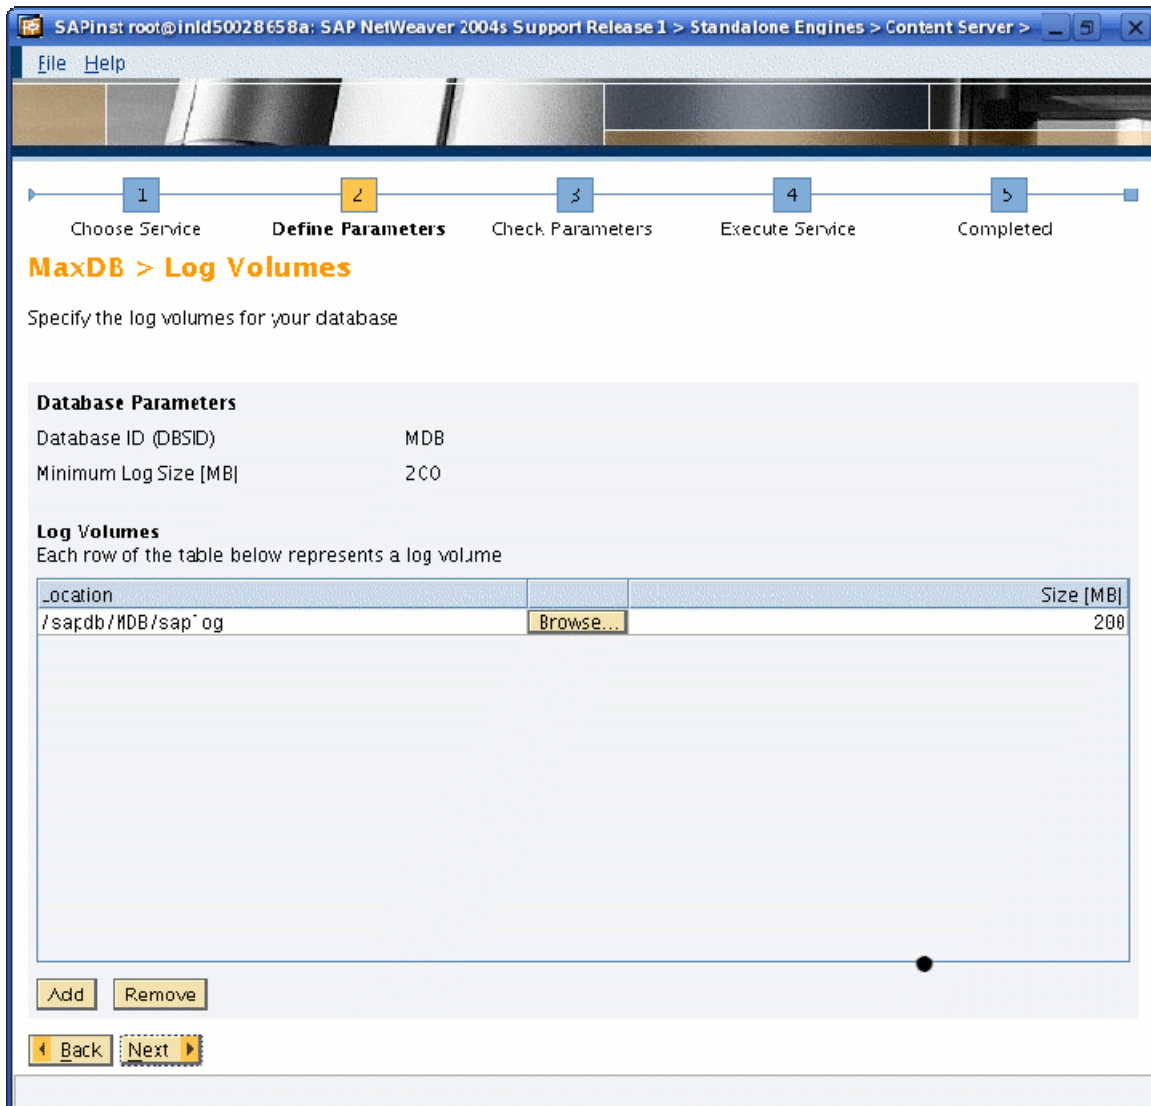 SAPinst root@inld50028658a: SAP NetWeaver 2004s Support Release 1 > Standalone Engines > Content Server >
File Help
1 2 3 4 5
Choose Service Define Parameters Check Parameters Execute Service Completed
MaxDB > Log Volumes
Specify the log volumes for your database
Database Parameters
Database ID (DBSID) MDB
Minimum Log Size [MB] 200
Log Volumes
Each row of the table below represents a log volume
Location Size [MB]
/sapdb/MDB/saplog Browse... 200
Add Remove
Back Next